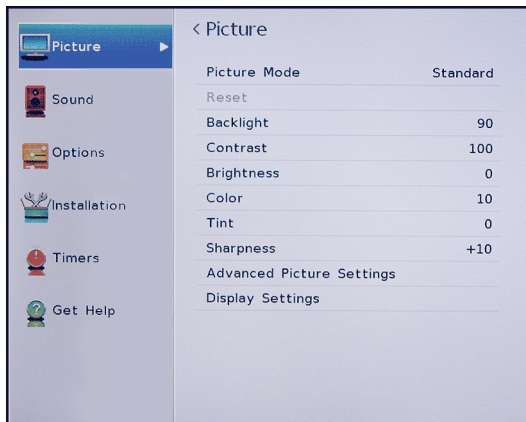 Picture
Sound
Options
Installation
Timers
Get Help
< Picture
Picture Mode Standard
Reset
Backlight 90
Contrast 100
Brightness 0
Color 10
Tint 0
Sharpness +10
Advanced Picture Settings
Display Settings